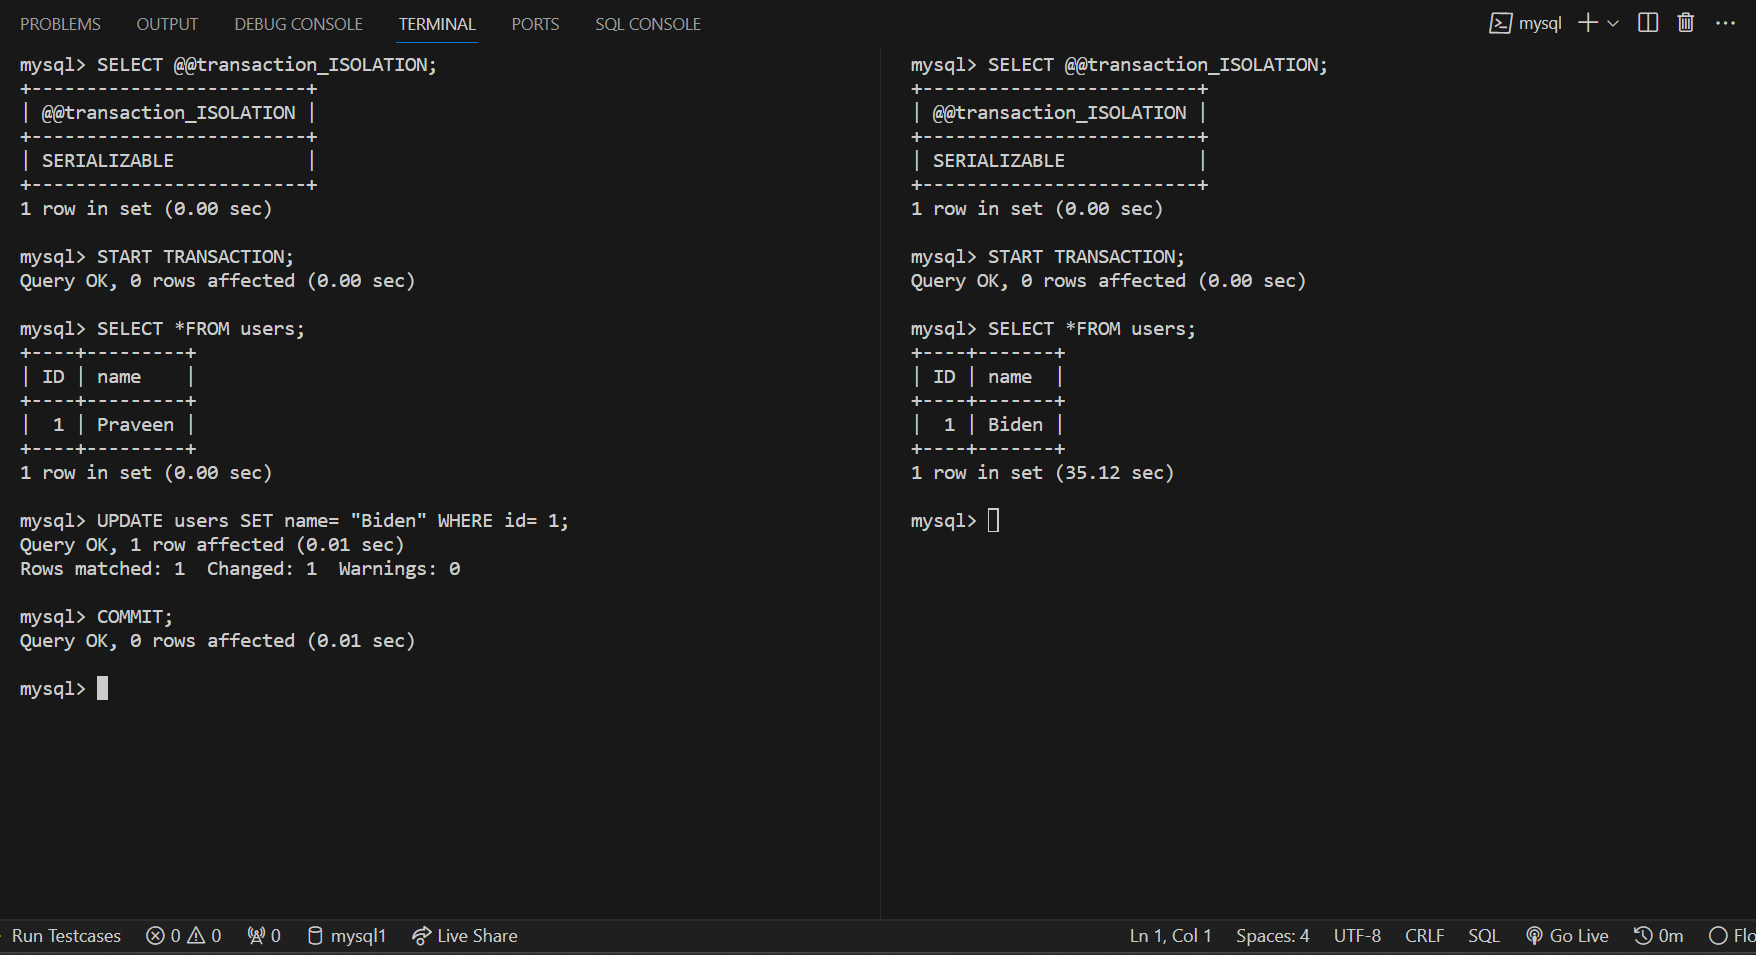 PROBLEMS OUTPUT DEBUG CONSOLE TERMINAL PORTS SQL CONSOLE mysql
mysql> SELECT @@transaction_ISOLATION;
+-------------------------+
| @@transaction_ISOLATION |
+-------------------------+
| SERIALIZABLE            |
+-------------------------+
1 row in set (0.00 sec)

mysql> START TRANSACTION;
Query OK, 0 rows affected (0.00 sec)

mysql> SELECT *FROM users;
+----+---------+
| ID | name    |
+----+---------+
|  1 | Praveen |
+----+---------+
1 row in set (0.00 sec)

mysql> UPDATE users SET name= "Biden" WHERE id= 1;
Query OK, 1 row affected (0.01 sec)
Rows matched: 1  Changed: 1  Warnings: 0

mysql> COMMIT;
Query OK, 0 rows affected (0.01 sec)

mysql>
mysql> SELECT @@transaction_ISOLATION;
+-------------------------+
| @@transaction_ISOLATION |
+-------------------------+
| SERIALIZABLE            |
+-------------------------+
1 row in set (0.00 sec)

mysql> START TRANSACTION;
Query OK, 0 rows affected (0.00 sec)

mysql> SELECT *FROM users;
+----+-------+
| ID | name  |
+----+-------+
|  1 | Biden |
+----+-------+
1 row in set (35.12 sec)

mysql>
Run Testcases 0 0 0 mysql1 Live Share Ln 1, Col 1 Spaces: 4 UTF-8 CRLF SQL Go Live 0m Flo